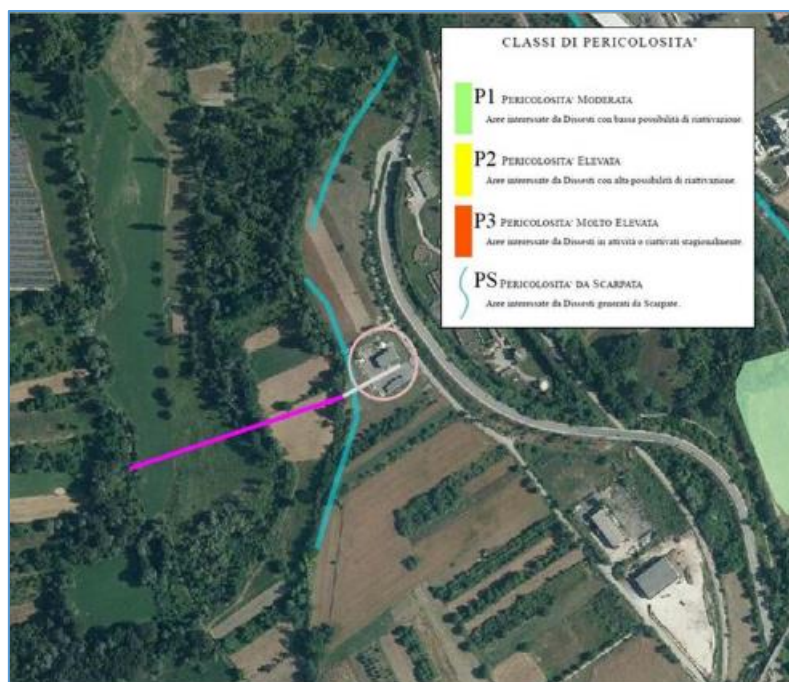 CLASSI DI PERICOLOSITA'
P1 PERICOLOSITA' MODERATA
Aree interessate da Dissesti con bassa possibilità di riattivazione.
P2 PERICOLOSITA' ELEVATA
Aree interessate da Dissesti con alta possibilità di riattivazione.
P3 PERICOLOSITA' MOLTO ELEVATA
Aree interessate da Dissesti in attività o riattivati stagionalmente.
PS PERICOLOSITA' DA SCARPATA
Aree interessate da Dissesti generati da Scarpate.